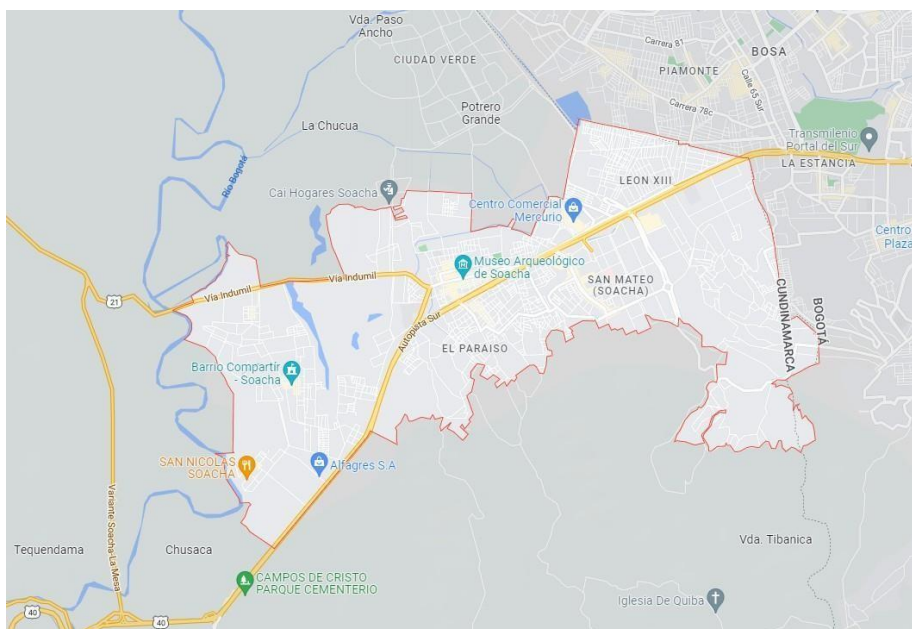 Vda. Paso
Ancho
Carrera 81
BOSA
CIUDAD VERDE
PIAMONTE
Calle 65 Sur
Potrero
Grande
Carrera 78c
La Chucua
Transmilenio
Portal del Sur
LA ESTANCIA
Río Bogotá
Cai Hogares Soacha
LEON XIII
Centro Comercial
Mercurio
Centro
Plaza
Museo Arqueológico
de Soacha
Vía Indumil
SAN MATEO
(SOACHA)
21
Vía Indumil
CUNDINAMARCA
BOGOTÁ
Autopista Sur
EL PARAISO
Barrio Compartir
- Soacha
SAN NICOLAS
SOACHA
Alfagres S.A
Variante Soacha-La Mesa
Tequendama
Chusaca
Vda. Tibanica
CAMPOS DE CRISTO
PARQUE CEMENTERIO
Iglesia De Quiba
40
40